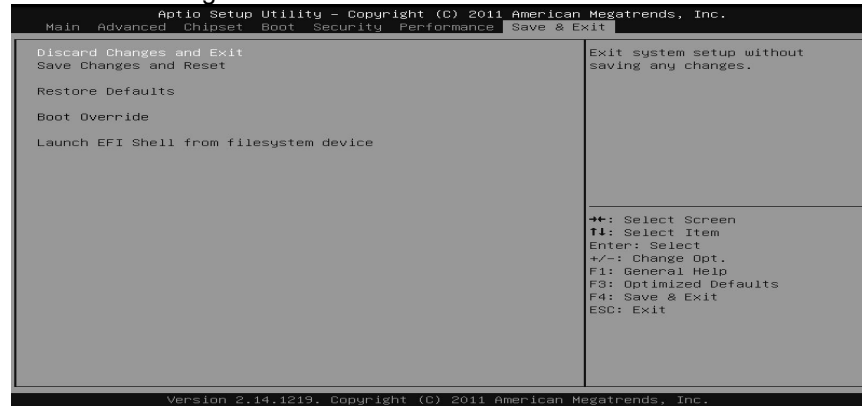 Aptio Setup Utility – Copyright (C) 2011 American Megatrends, Inc.
Main Advanced Chipset Boot Security Performance Save & Exit
Discard Changes and Exit
Save Changes and Reset
Restore Defaults
Boot Override
Launch EFI Shell from filesystem device
Exit system setup without
saving any changes.
→←: Select Screen
↑↓: Select Item
Enter: Select
+/-: Change Opt.
F1: General Help
F3: Optimized Defaults
F4: Save & Exit
ESC: Exit
Version 2.14.1219. Copyright (C) 2011 American Megatrends, Inc.